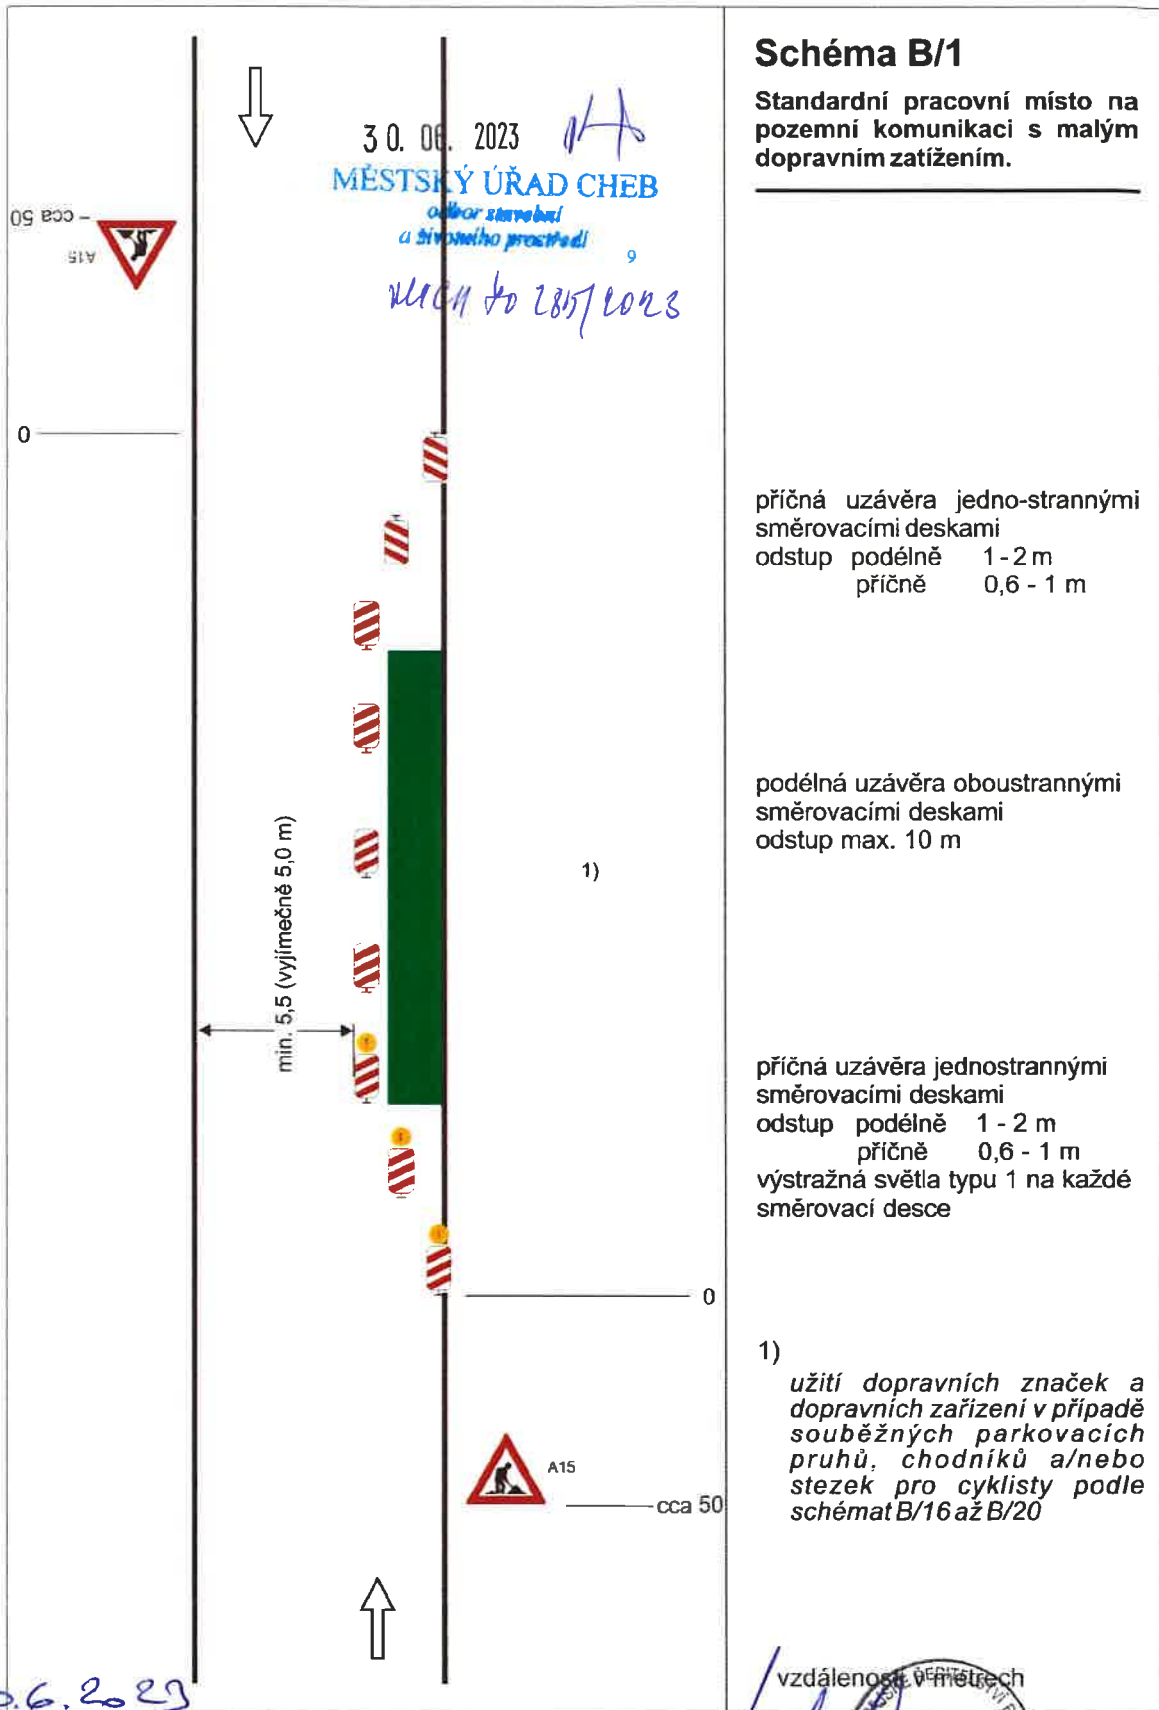 Schéma B/1
Standardní pracovní místo na
pozemní komunikaci s malým
dopravním zatížením.
30. 06. 2023
MĚSTSKÝ ÚŘAD CHEB
odbor stavební
a životního prostředí
9
cca 50
A15
0
příčná uzávěra jedno-strannými
směrovacími deskami
odstup podélně 1 - 2 m
příčně 0,6 - 1 m
podélná uzávěra oboustrannými
směrovacími deskami
odstup max. 10 m
min. 5,5 (vyjímečně 5,0 m)
1)
příčná uzávěra jednostrannými
směrovacími deskami
odstup podélně 1 - 2 m
příčně 0,6 - 1 m
výstražná světla typu 1 na každé
směrovací desce
0
1)
užití dopravních značek a
dopravních zařízení v případě
souběžných parkovacích
pruhů, chodníků a/nebo
stezek pro cyklisty podle
schémat B/16 až B/20
A15
cca 50
vzdálenosti v metrech
.6.2023